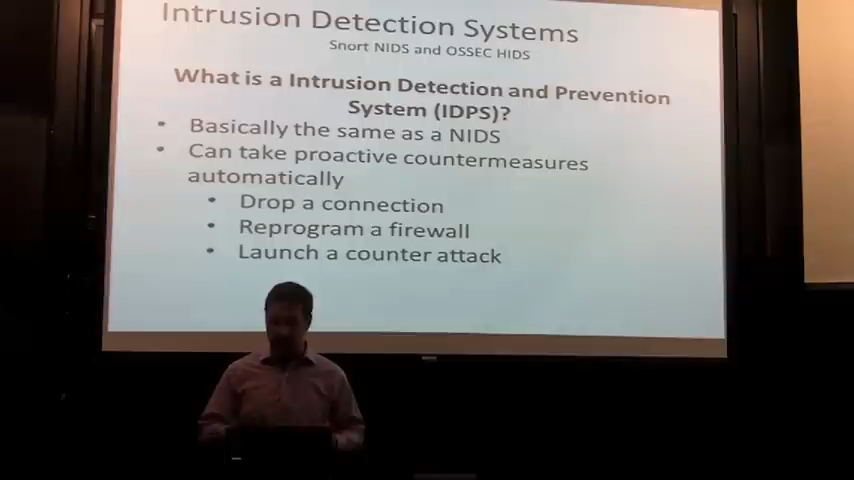 Intrusion Detection Systems
Snort NIDS and OSSEC HIDS
What is a Intrusion Detection and Prevention
System (IDPS)?
• Basically the same as a NIDS
• Can take proactive countermeasures
automatically
• Drop a connection
• Reprogram a firewall
• Launch a counter attack